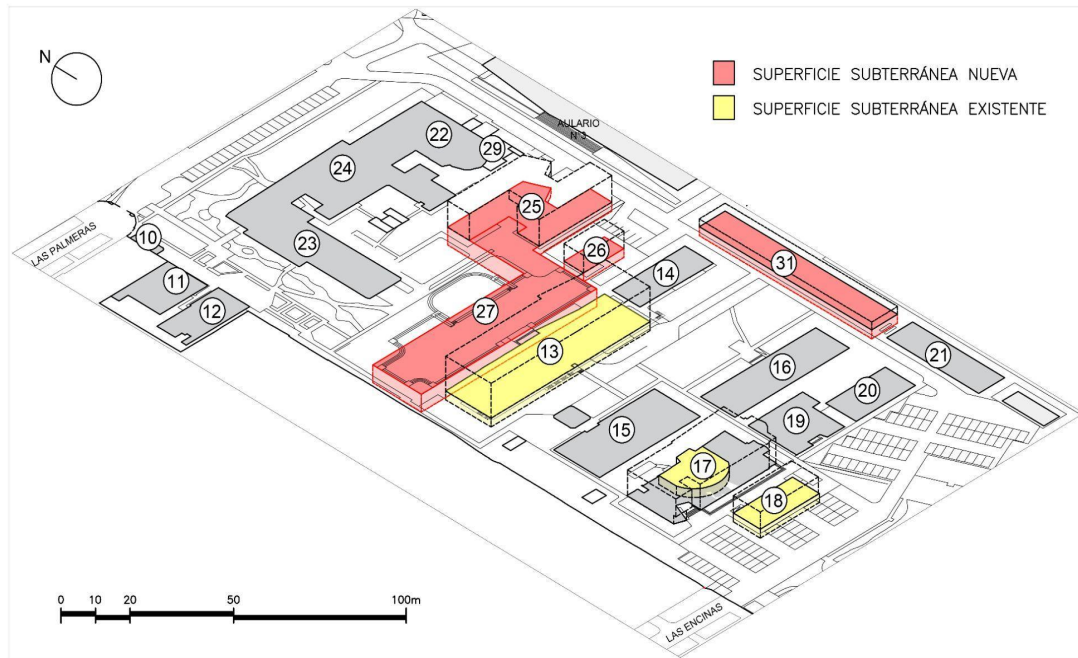 N
SUPERFICIE SUBTERRÁNEA NUEVA
SUPERFICIE SUBTERRÁNEA EXISTENTE
AULARIO
N°3
22
29
24
25
10
LAS PALMERAS
23
26
14
31
11
12
27
13
21
16
20
15
19
17
18
0 10 20 50 100m
LAS ENCINAS